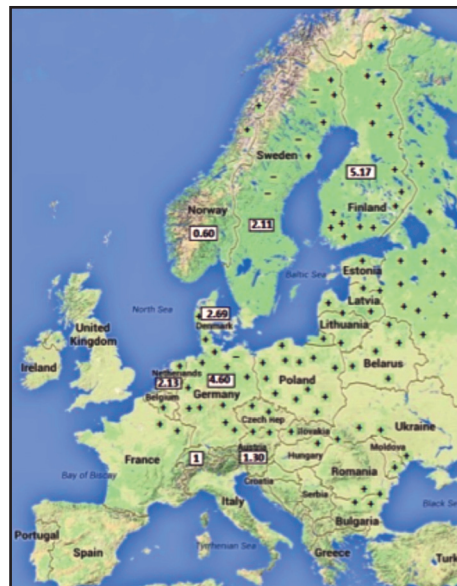 Sweden
5.17
Finland
Norway
0.60
2.11
Estonia
Baltic Sea
Latvia
North Sea
2.69
Denmark
Lithuania
United
Kingdom
Ireland
Netherlands
Belarus
2.13
4.60
Poland
Belgium
Germany
Czech Rep
Ukraine
Slovakia
Moldova
Austria
France
1
1.30
Hungary
Bay of Biscay
Croatia
Romania
Italy
Serbia
Black Se
Bulgaria
Portugal
Tyrrhenian Sea
Spain
Greece
Turk